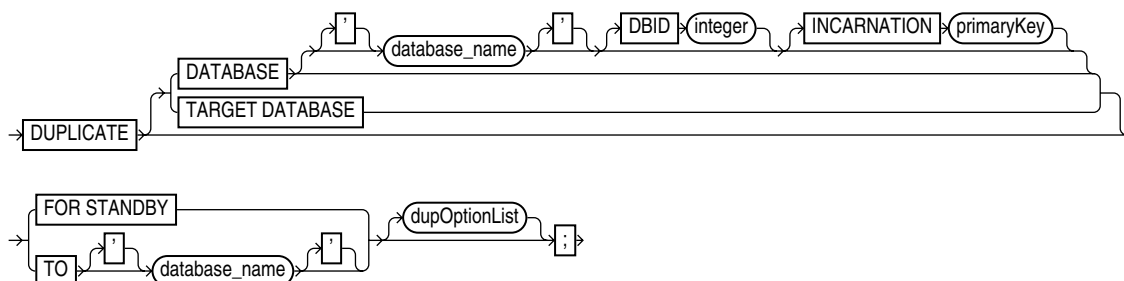 ' database_name ' DBID integer INCARNATION primaryKey
DATABASE
TARGET DATABASE
DUPLICATE
FOR STANDBY
dupOptionList
TO ' database_name ' ;